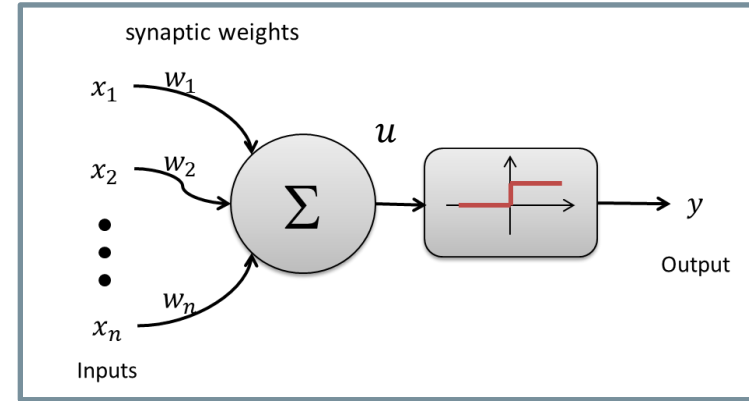 synaptic weights
x₁
w₁
u
x₂
w₂
Σ
y
Output
wₙ
xₙ
Inputs